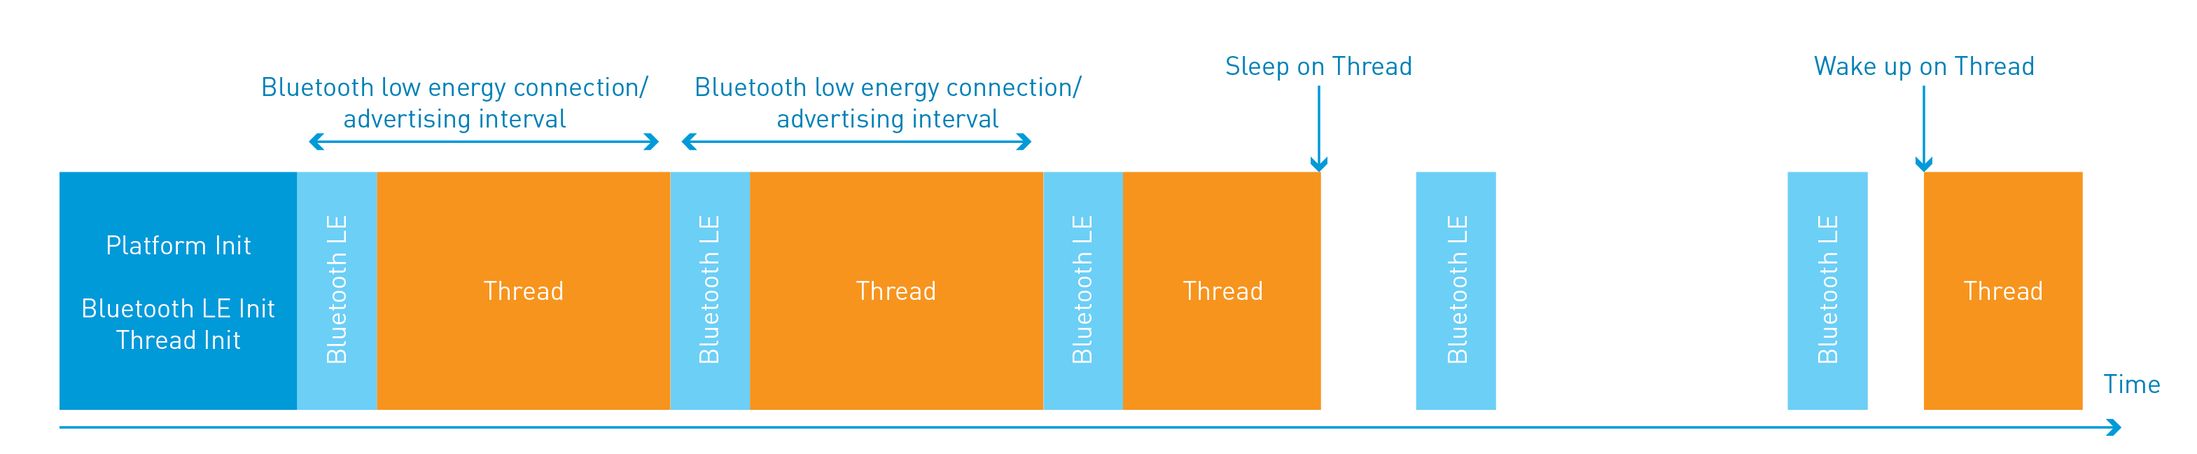 Bluetooth low energy connection/
advertising interval
Bluetooth low energy connection/
advertising interval
Sleep on Thread
Wake up on Thread
Platform Init
Bluetooth LE Init
Thread Init
Bluetooth LE
Thread
Bluetooth LE
Thread
Bluetooth LE
Thread
Bluetooth LE
Bluetooth LE
Thread
Time